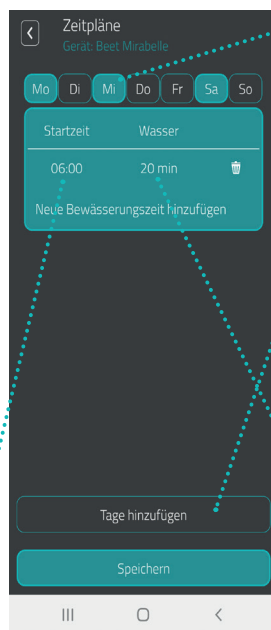 Zeitpläne
Gerät: Beet Mirabelle
Mo Di Mi Do Fr Sa So
Startzeit Wasser
06:00 20 min
Neue Bewässerungszeit hinzufügen
Tage hinzufügen
Speichern